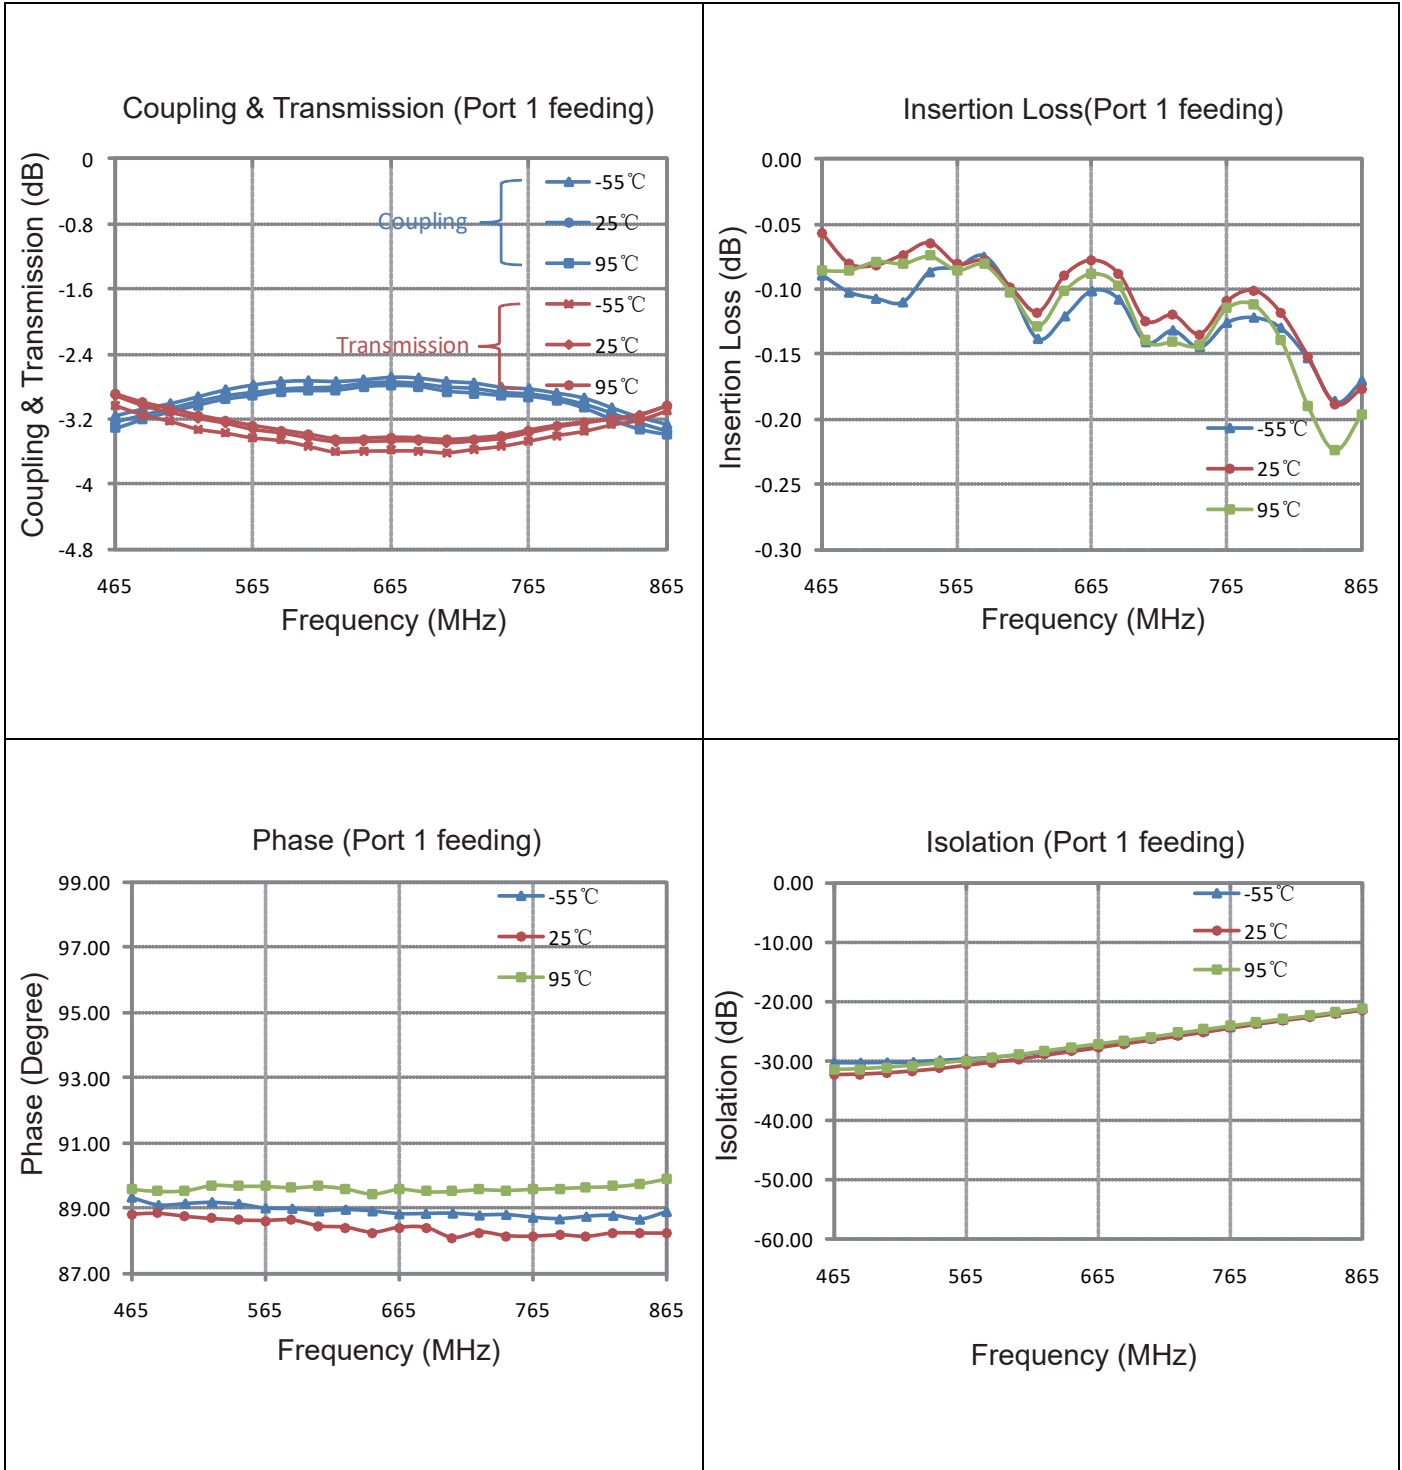 Coupling & Transmission (Port 1 feeding)
Coupling & Transmission (dB)
0
-0.8
-1.6
-2.4
-3.2
-4
-4.8
Coupling
-55℃
25℃
95℃
Transmission
-55℃
25℃
95℃
465 565 665 765 865
Frequency (MHz)
Insertion Loss(Port 1 feeding)
Insertion Loss (dB)
0.00
-0.05
-0.10
-0.15
-0.20
-0.25
-0.30
-55℃
25℃
95℃
465 565 665 765 865
Frequency (MHz)
Phase (Port 1 feeding)
Phase (Degree)
99.00
97.00
95.00
93.00
91.00
89.00
87.00
-55℃
25℃
95℃
465 565 665 765 865
Frequency (MHz)
Isolation (Port 1 feeding)
Isolation (dB)
0.00
-10.00
-20.00
-30.00
-40.00
-50.00
-60.00
-55℃
25℃
95℃
465 565 665 765 865
Frequency (MHz)